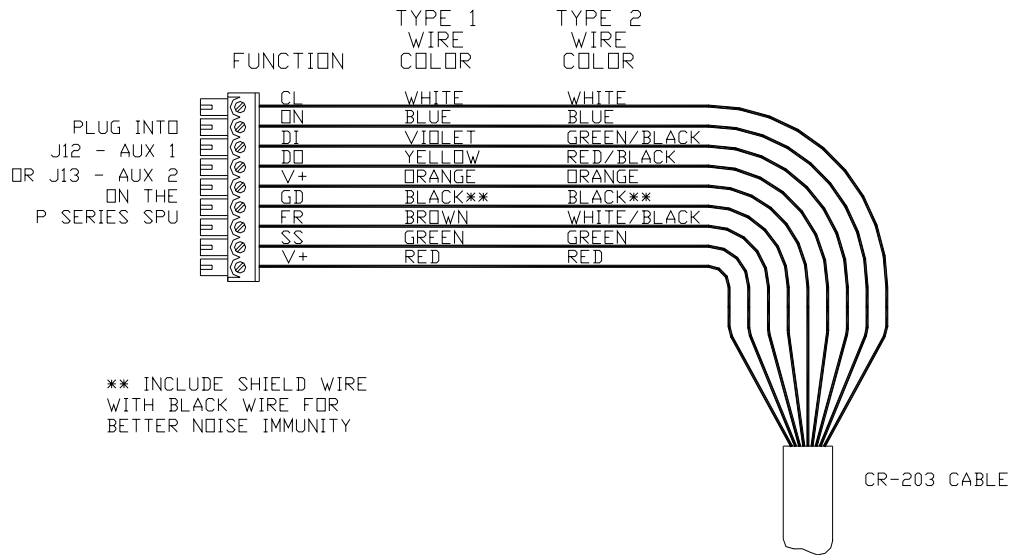 TYPE 1 TYPE 2
WIRE WIRE
FUNCTION COLOR COLOR
CL WHITE WHITE
ON BLUE BLUE
DI VIOLET GREEN/BLACK
DO YELLOW RED/BLACK
V+ ORANGE ORANGE
GD BLACK** BLACK**
FR BROWN WHITE/BLACK
SS GREEN GREEN
V+ RED RED
PLUG INTO
J12 - AUX 1
OR J13 - AUX 2
ON THE
P SERIES SPU
** INCLUDE SHIELD WIRE
WITH BLACK WIRE FOR
BETTER NOISE IMMUNITY
CR-203 CABLE